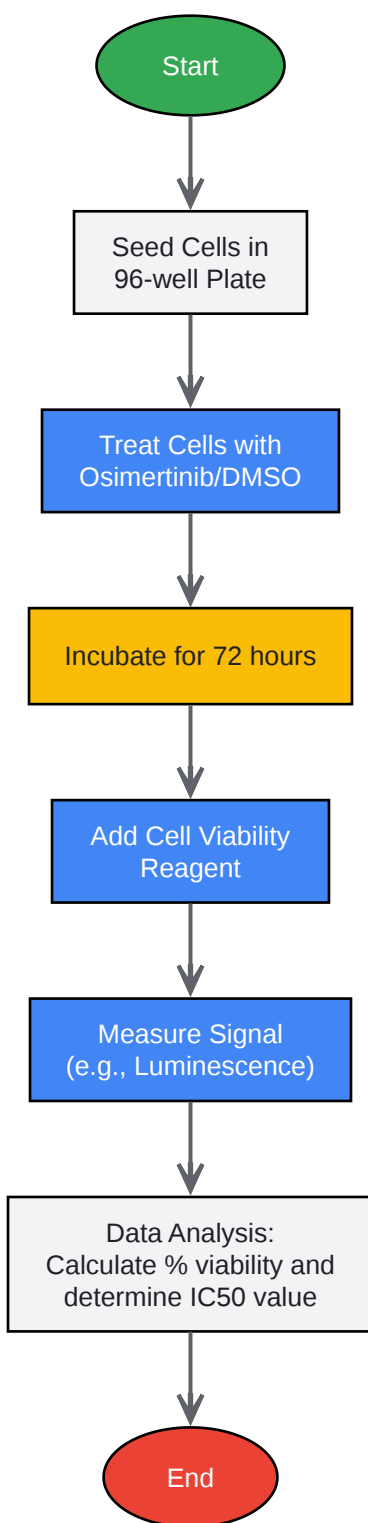 Start
Seed Cells in
96-well Plate
Treat Cells with
Osimertinib/DMSO
Incubate for 72 hours
Add Cell Viability
Reagent
Measure Signal
(e.g., Luminescence)
Data Analysis:
Calculate % viability and
determine IC50 value
End